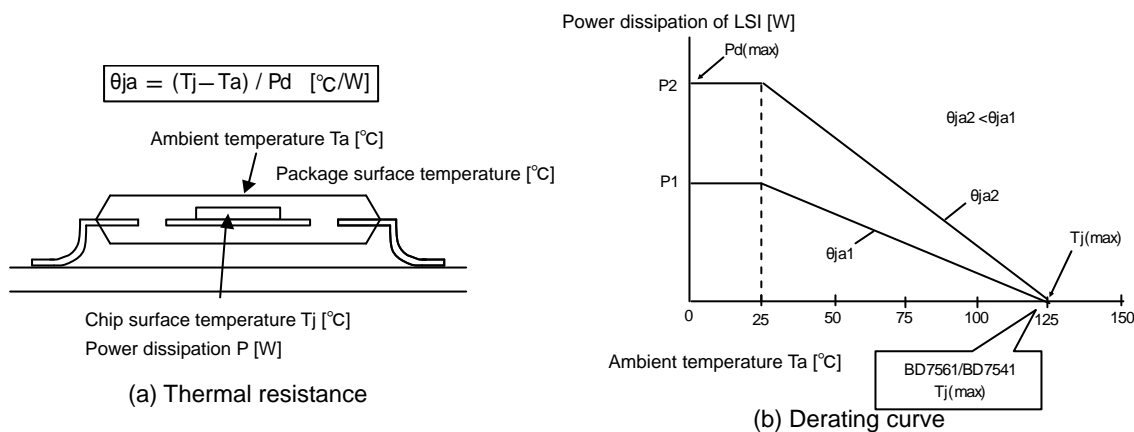 θja = (Tj－Ta) / Pd [℃/W]
Ambient temperature Ta [℃]
Package surface temperature [℃]
Chip surface temperature Tj [℃]
Power dissipation P [W]
(a) Thermal resistance
Power dissipation of LSI [W]
Pd(max)
P2
θja2 <θja1
P1
θja2
θja1
Tj(max)
0 25 50 75 100 125 150
Ambient temperature Ta [℃]
BD7561/BD7541
Tj(max)
(b) Derating curve